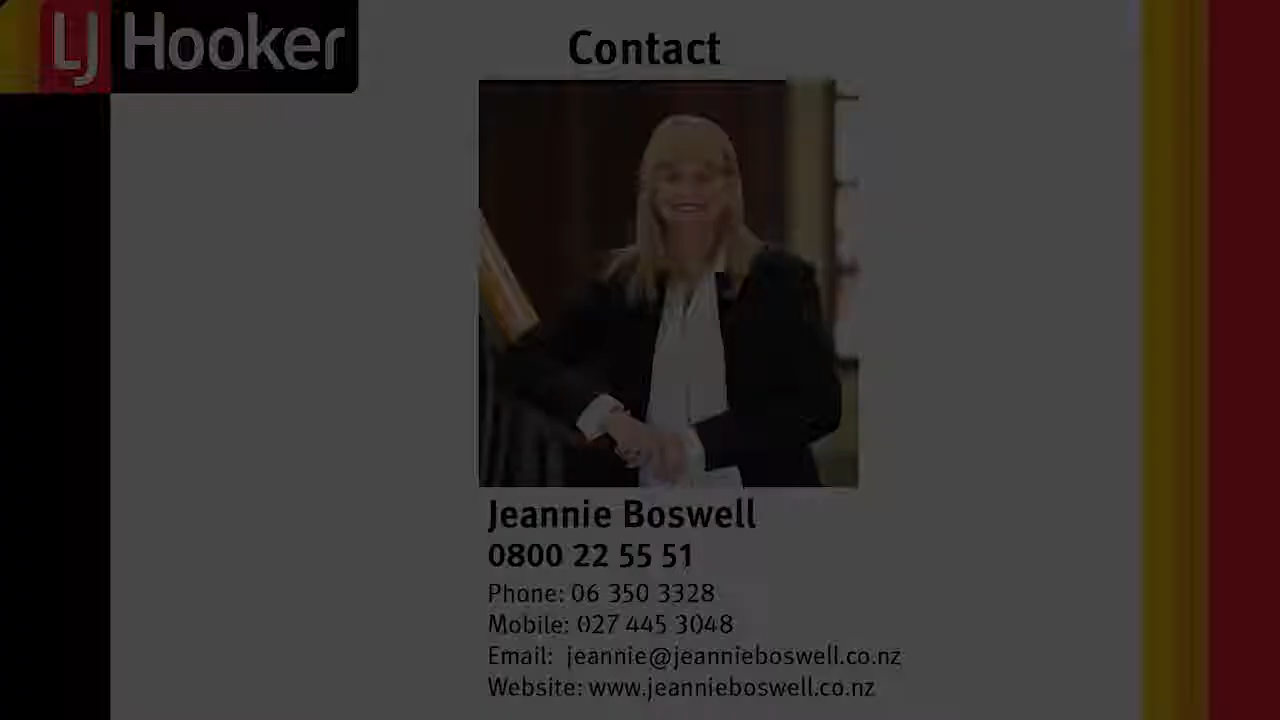 LJ Hooker
Contact
Jeannie Boswell
0800 22 55 51
Phone: 06 350 3328
Mobile: 027 445 3048
Email: jeannie@jeannieboswell.co.nz
Website: www.jeannieboswell.co.nz